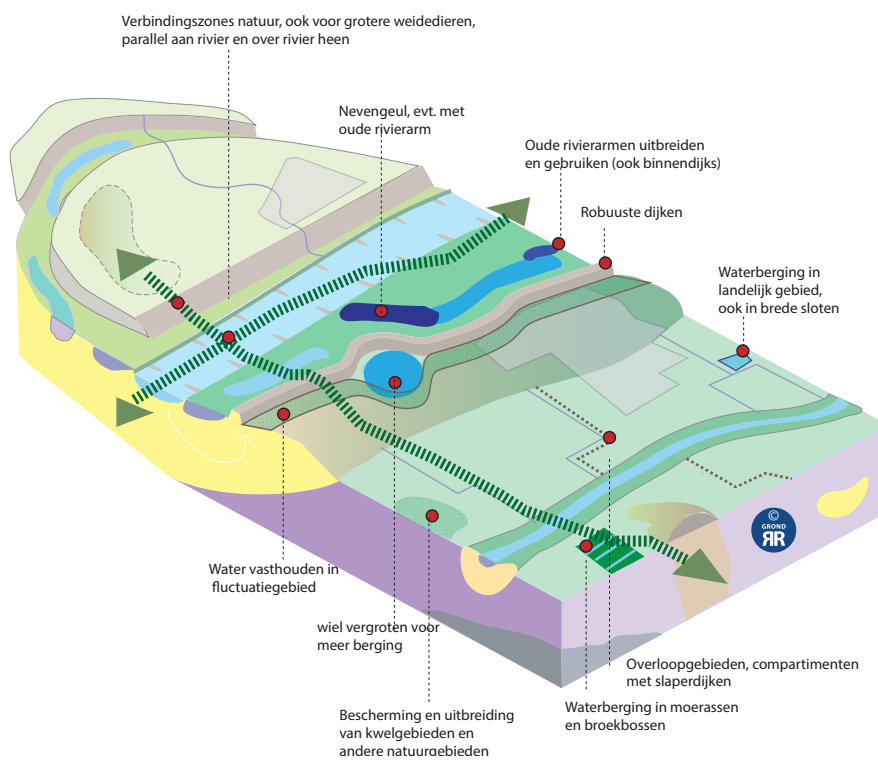 Verbindingszones natuur, ook voor grotere weidedieren,
parallel aan rivier en over rivier heen
Nevengeul, evt. met
oude rivierarm
Oude rivierarmen uitbreiden
en gebruiken (ook binnendijks)
Robuuste dijken
Waterberging in
landelijk gebied,
ook in brede sloten
©
GROND
RR
Water vasthouden in
fluctuatiegebied
wiel vergroten voor
meer berging
Overloopgebieden, compartimenten
met slaperdijken
Waterberging in moerassen
en broekbossen
Bescherming en uitbreiding
van kwelgebieden en
andere natuurgebieden